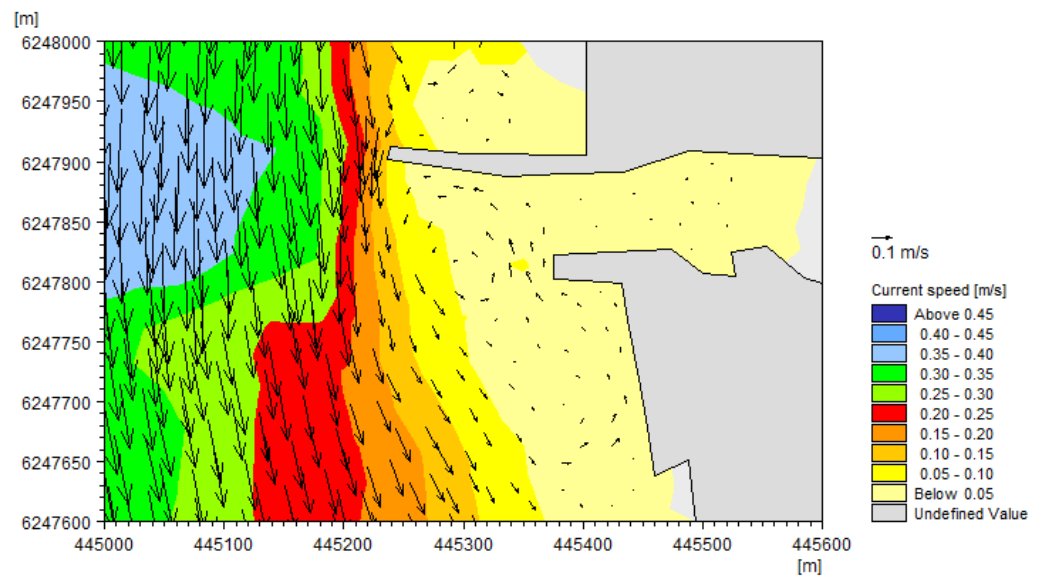 [m]
6248000
6247950
6247900
6247850
6247800
6247750
6247700
6247650
6247600
445000 445100 445200 445300 445400 445500 445600
[m]
0.1 m/s
Current speed [m/s]
Above 0.45
0.40 - 0.45
0.35 - 0.40
0.30 - 0.35
0.25 - 0.30
0.20 - 0.25
0.15 - 0.20
0.10 - 0.15
0.05 - 0.10
Below 0.05
Undefined Value